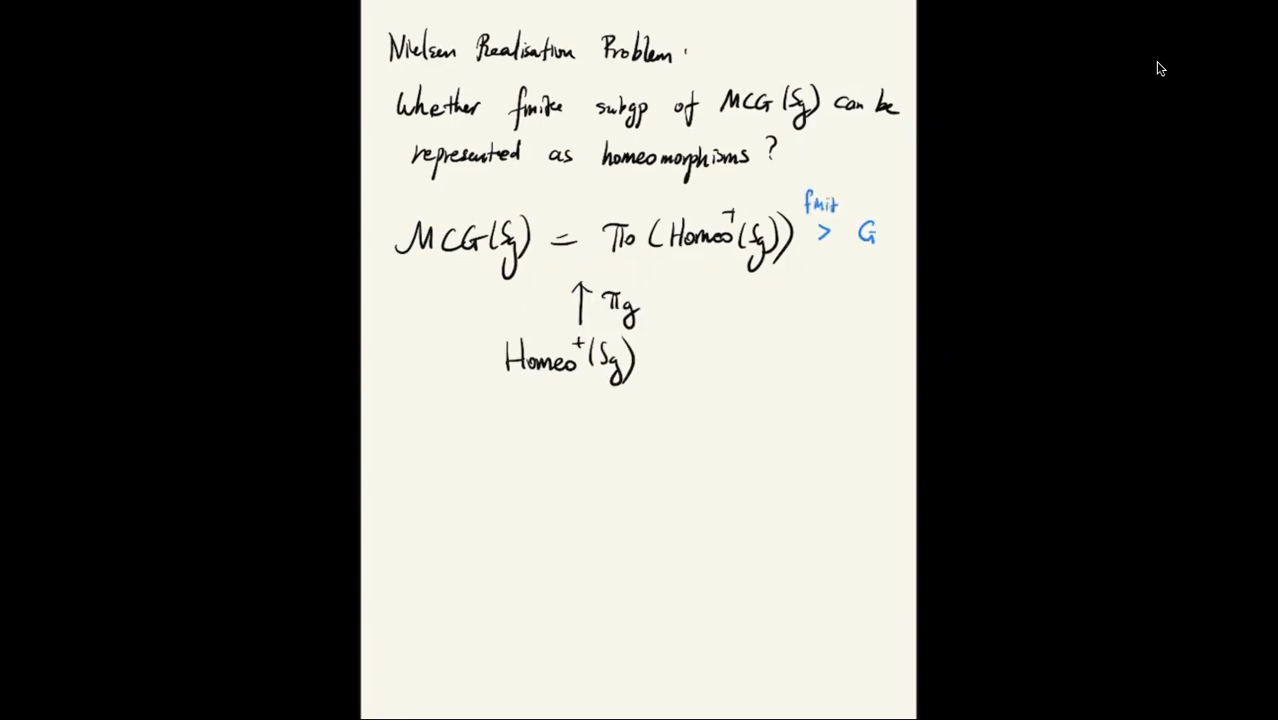 Nielsen Realisation Problem.
Whether finite subgp of MCG(Sg) can be
represented as homeomorphisms?
finit
MCG(Sg) = π0(Homeo+(Sg)) > G
↑ πg
Homeo+(Sg)